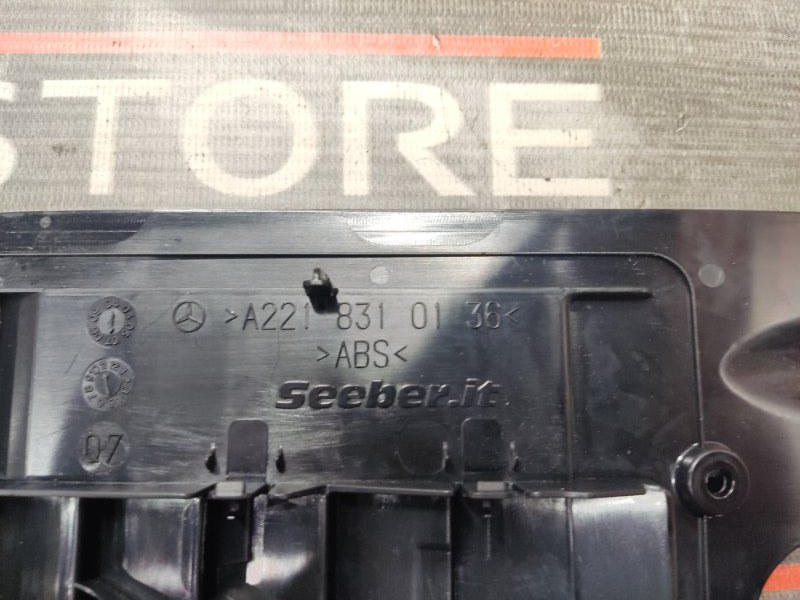 STORE
>A221 831 01 36<
>ABS<
Seeber.it
07